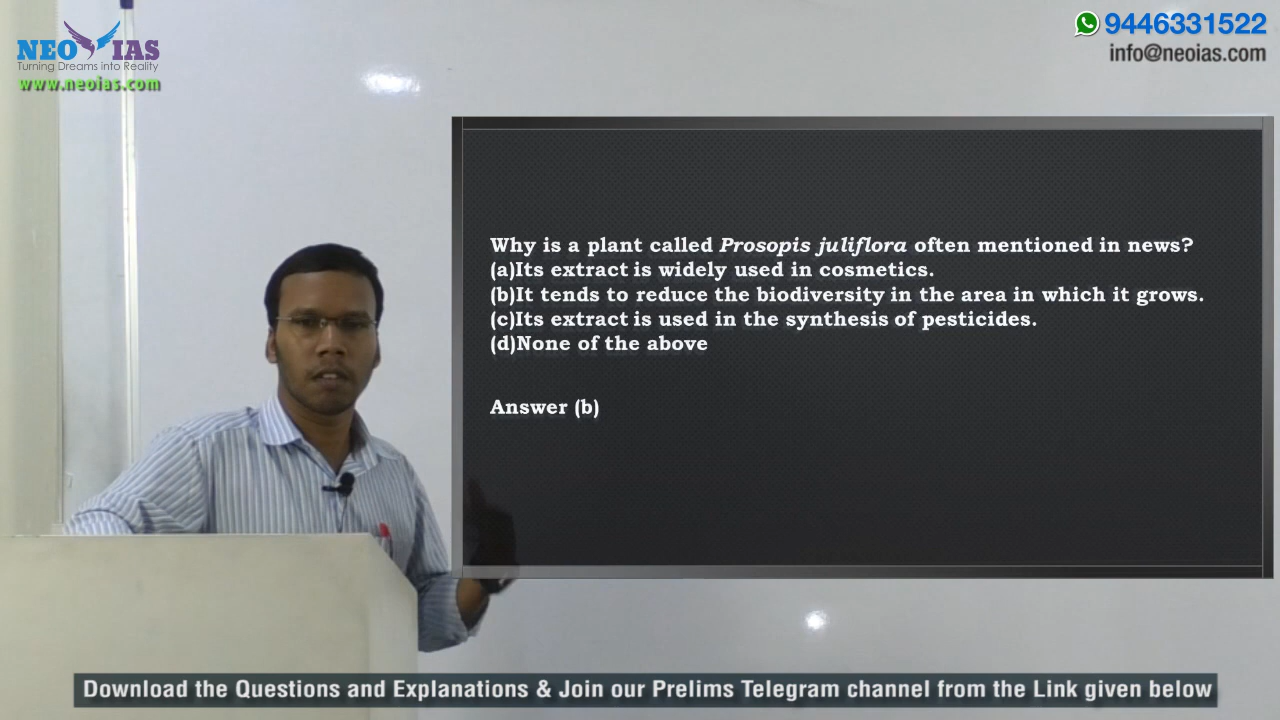 NEO IAS
Turning Dreams into Reality
www.neoias.com
9446331522
info@neoias.com
Why is a plant called Prosopis juliflora often mentioned in news?
(a)Its extract is widely used in cosmetics.
(b)It tends to reduce the biodiversity in the area in which it grows.
(c)Its extract is used in the synthesis of pesticides.
(d)None of the above
Answer (b)
Download the Questions and Explanations & Join our Prelims Telegram channel from the Link given below